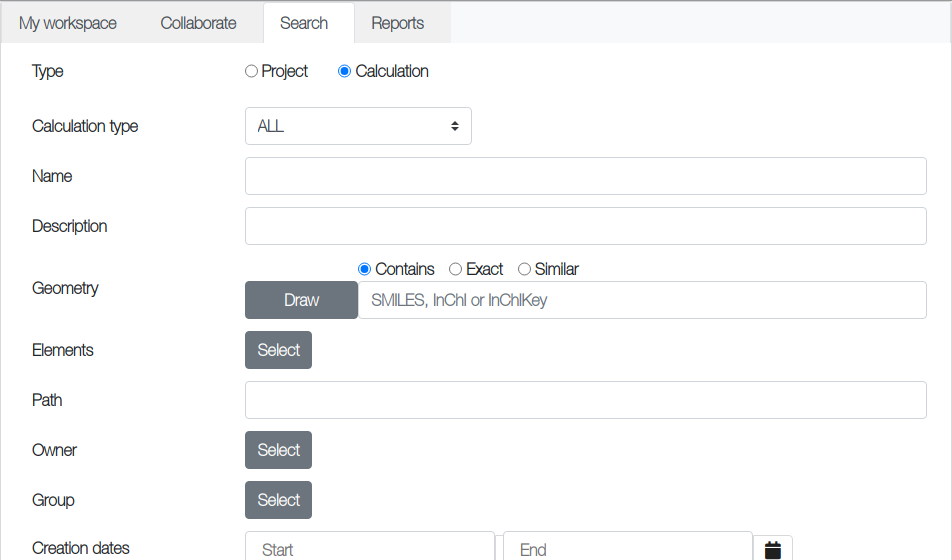 My workspace Collaborate Search Reports
Type Project Calculation
Calculation type ALL
Name
Description
Contains Exact Similar
Geometry Draw SMILES, InChI or InChIKey
Elements Select
Path
Owner Select
Group Select
Creation dates Start End